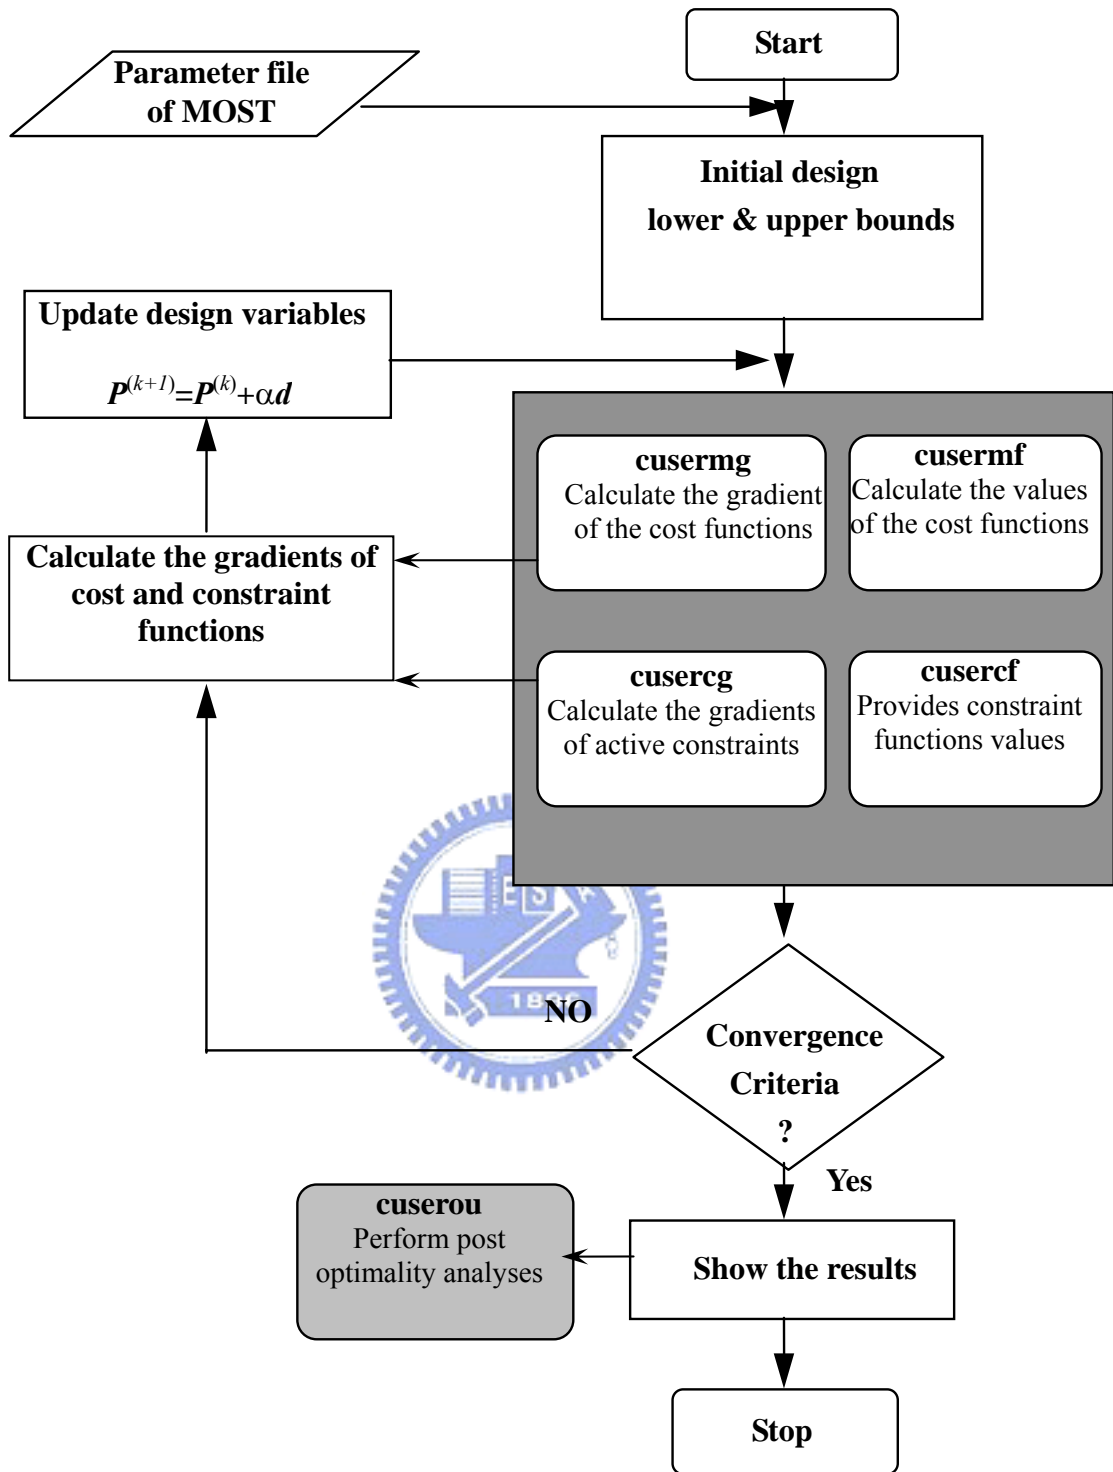 Start
Parameter file
of MOST
Initial design
lower & upper bounds
Update design variables
P^(k+1)=P^(k)+αd
cusermg
Calculate the gradient
of the cost functions
cusermf
Calculate the values
of the cost functions
Calculate the gradients of
cost and constraint
functions
cusercg
Calculate the gradients
of active constraints
cusercf
Provides constraint
functions values
E S
1896
NO
Convergence
Criteria
?
Yes
cuserou
Perform post
optimality analyses
Show the results
Stop